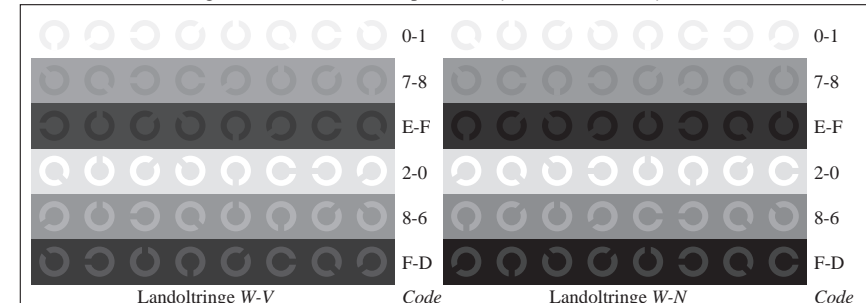 0-1 0-1
7-8 7-8
E-F E-F
2-0 2-0
8-6 8-6
F-D F-D
Landoltringe W-V Code Landoltringe W-N Code